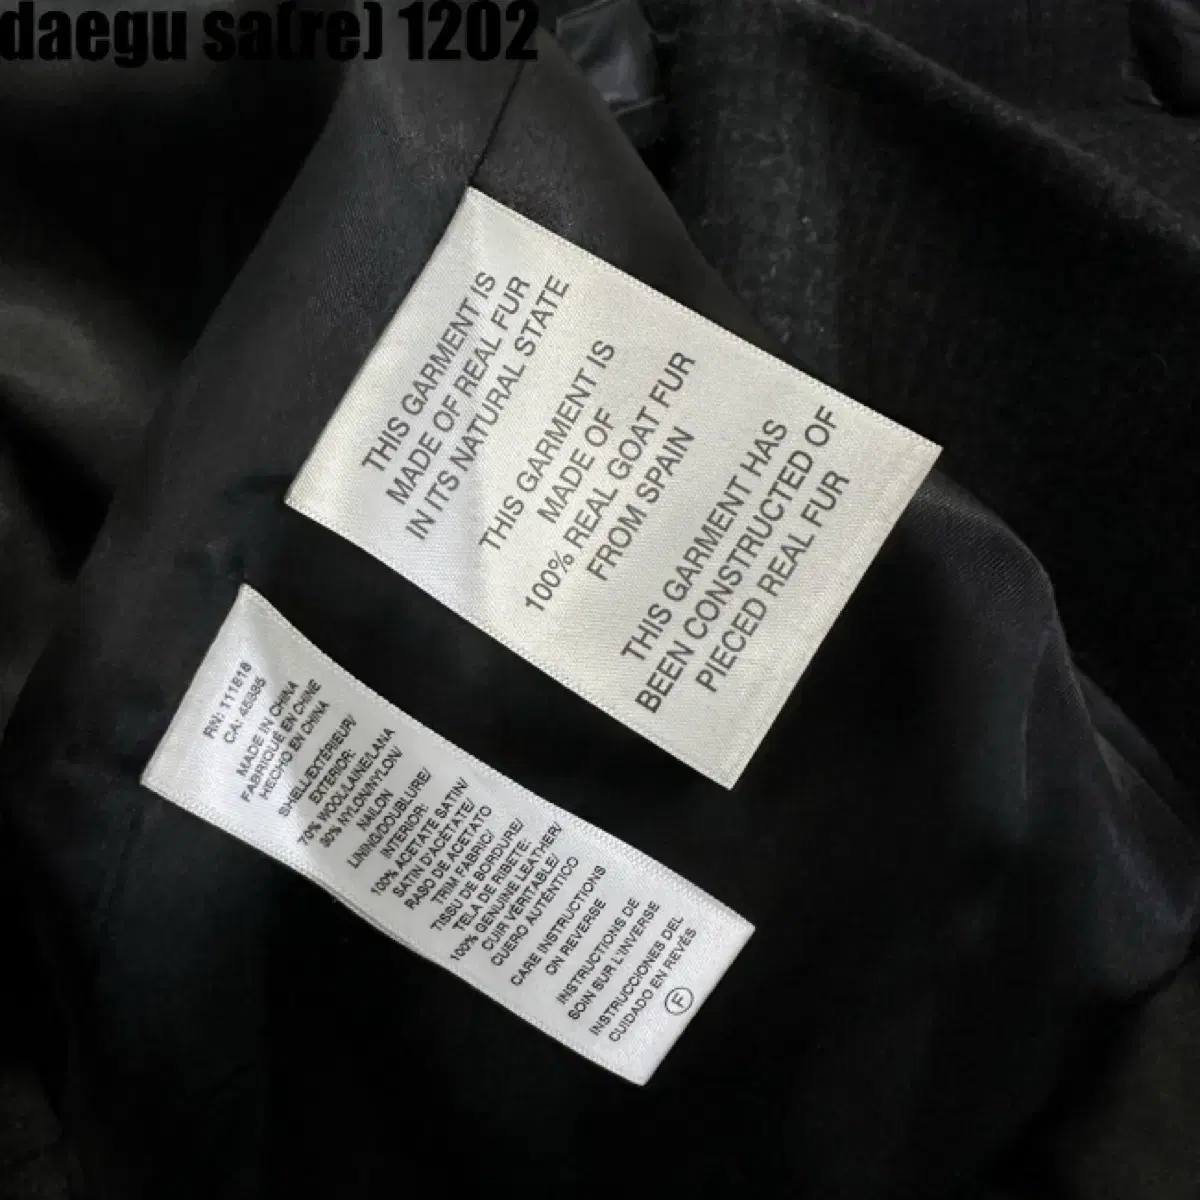 daegu sa(re) 1202
THIS GARMENT IS
MADE OF REAL FUR
IN ITS NATURAL STATE
THIS GARMENT IS
MADE OF
100% REAL GOAT FUR
FROM SPAIN
THIS GARMENT HAS
BEEN CONSTRUCTED OF
PIECED REAL FUR
RN: 111818
MADE IN CHINA
FABRIQUÉ EN CHINE
HECHO EN CHINA
SHELL/EXTÉRIEUR/
EXTERIOR:
70% WOOL/LAINE/LANA
30% NYLON/NYLON/
NAILON
LINING/DOUBLURE/
INTERIOR:
100% ACETATE SATIN/
SATIN D'ACÉTATE/
RASO DE ACETATO
TRIM FABRIC/
TISSU DE BORDURE/
TELA DE RIBETE:
100% GENUINE LEATHER/
CUIR VÉRITABLE/
CUERO AUTÉNTICO
CARE INSTRUCTIONS
ON REVERSE
INSTRUCTIONS DE
SOIN SUR L'INVERSE
INSTRUCCIONES DEL
CUIDADO EN REVÉS
F